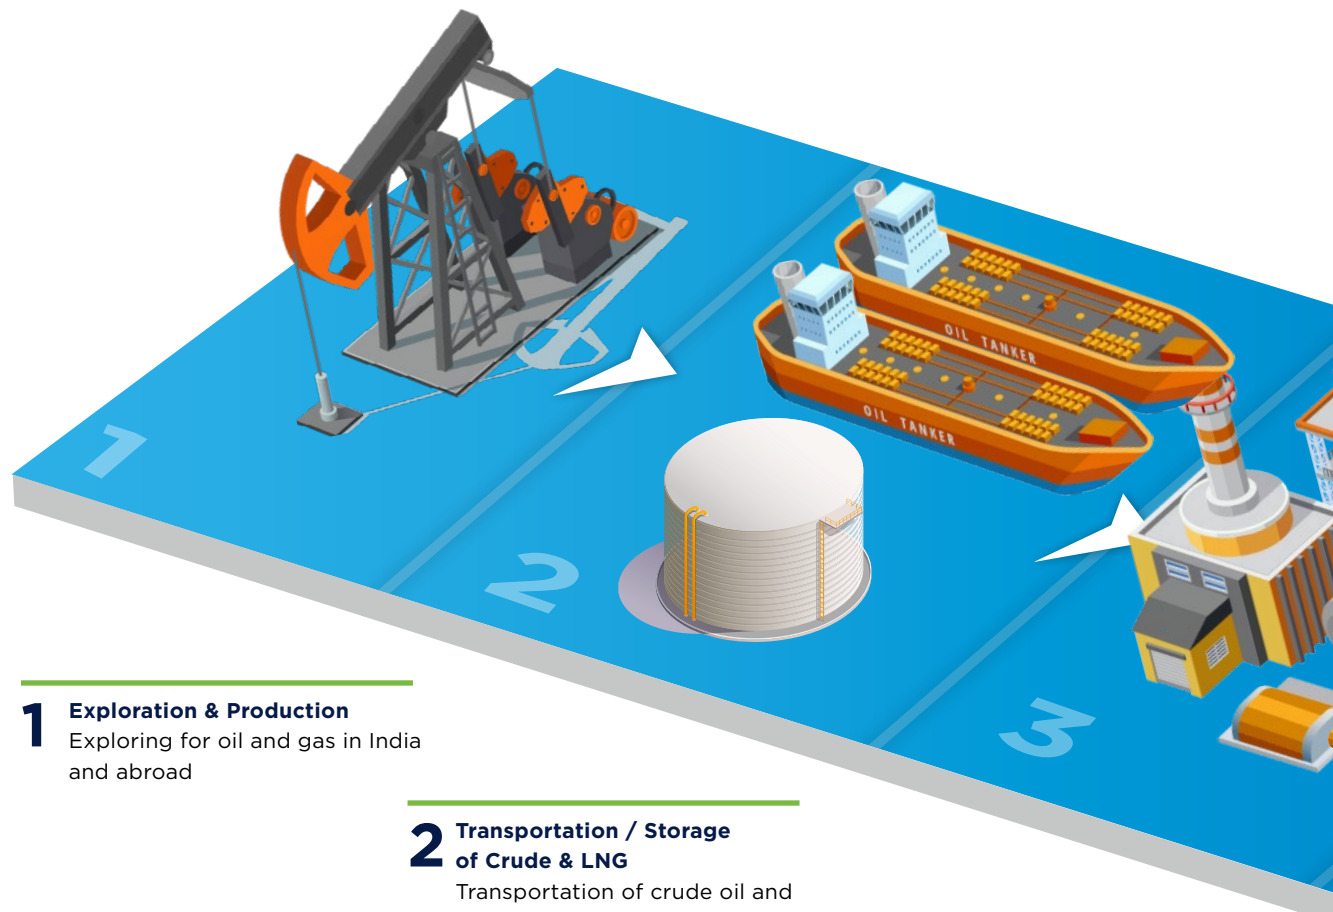 OIL TANKER
OIL TANKER
1
2
3
1
Exploration & Production
Exploring for oil and gas in India
and abroad
2
Transportation / Storage
of Crude & LNG
Transportation of crude oil and